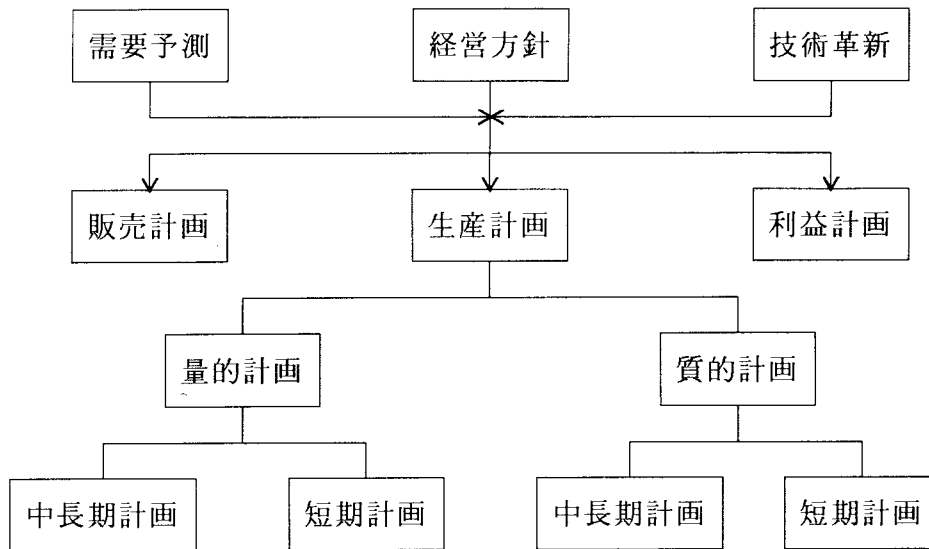 需要予測
経営方針
技術革新
販売計画
生産計画
利益計画
量的計画
質的計画
中長期計画
短期計画
中長期計画
短期計画